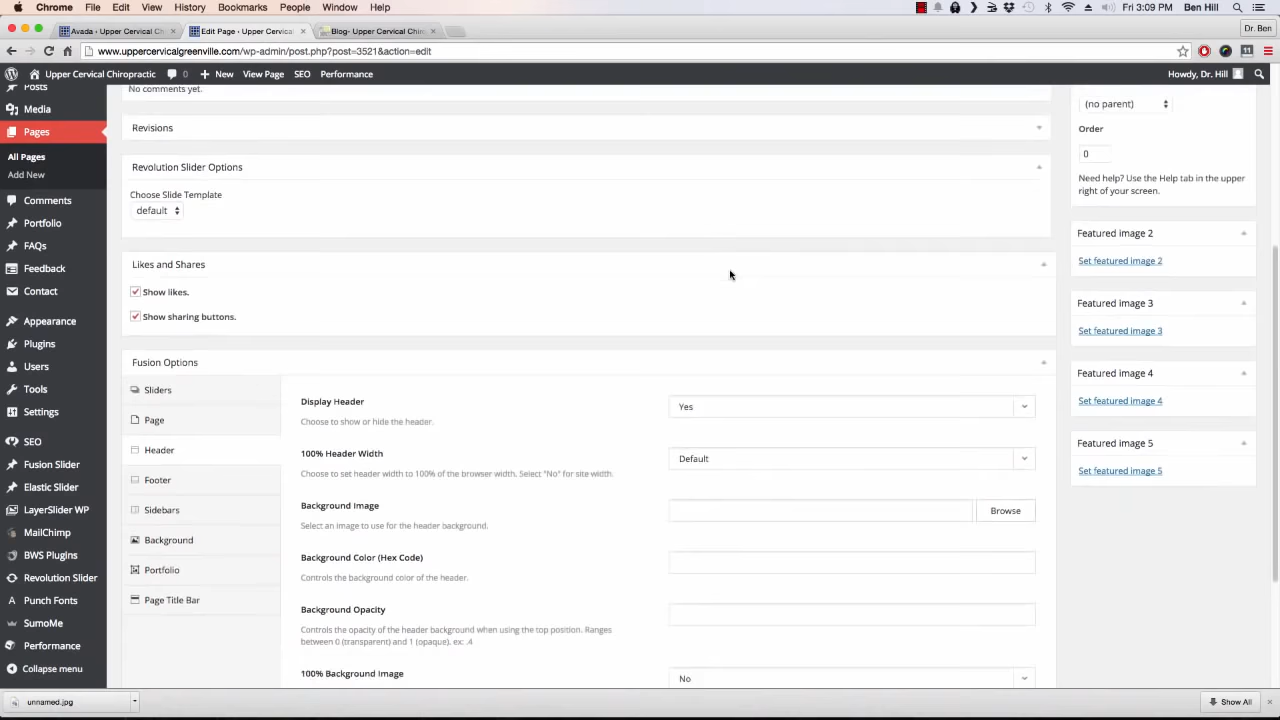 Chrome File Edit View History Bookmarks People Window Help Fri 3:09 PM Ben Hill
Avada - Upper Cervical C Edit Page ‹ Upper Cervical Blog- Upper Cervical Chir Dr. Ben
www.uppercervicalgreenville.com/wp-admin/post.php?post=3521&action=edit
Upper Cervical Chiropractic 0 New View Page SEO Performance Howdy, Dr. Hill
Posts
Media
Pages
All Pages
Add New
Comments
Portfolio
FAQs
Feedback
Contact
Appearance
Plugins
Users
Tools
Settings
SEO
Fusion Slider
Elastic Slider
LayerSlider WP
MailChimp
BWS Plugins
Revolution Slider
Punch Fonts
SumoMe
Performance
Collapse menu
No comments yet.
Revisions
Revolution Slider Options
Choose Slide Template
default
Likes and Shares
Show likes.
Show sharing buttons.
Fusion Options
Sliders
Page
Header
Footer
Sidebars
Background
Portfolio
Page Title Bar
Display Header
Choose to show or hide the header.
Yes
100% Header Width
Choose to set header width to 100% of the browser width. Select "No" for site width.
Default
Background Image
Select an image to use for the header background.
Browse
Background Color (Hex Code)
Controls the background color of the header.
Background Opacity
Controls the opacity of the header background when using the top position. Ranges
between 0 (transparent) and 1 (opaque). ex: .4
100% Background Image
No
(no parent)
Order
0
Need help? Use the Help tab in the upper
right of your screen.
Featured image 2
Set featured image 2
Featured image 3
Set featured image 3
Featured image 4
Set featured image 4
Featured image 5
Set featured image 5
unnamed.jpg
Show All